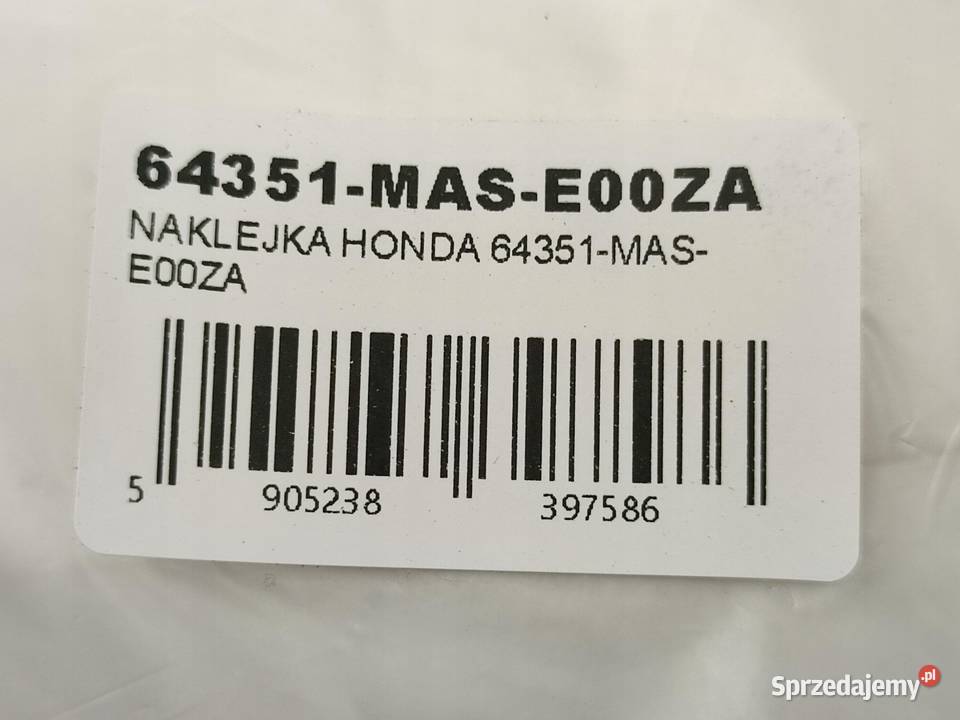 64351-MAS-E00ZA
NAKLEJKA HONDA 64351-MAS-
E00ZA
5 905238 397586
Sprzedajemy.pl